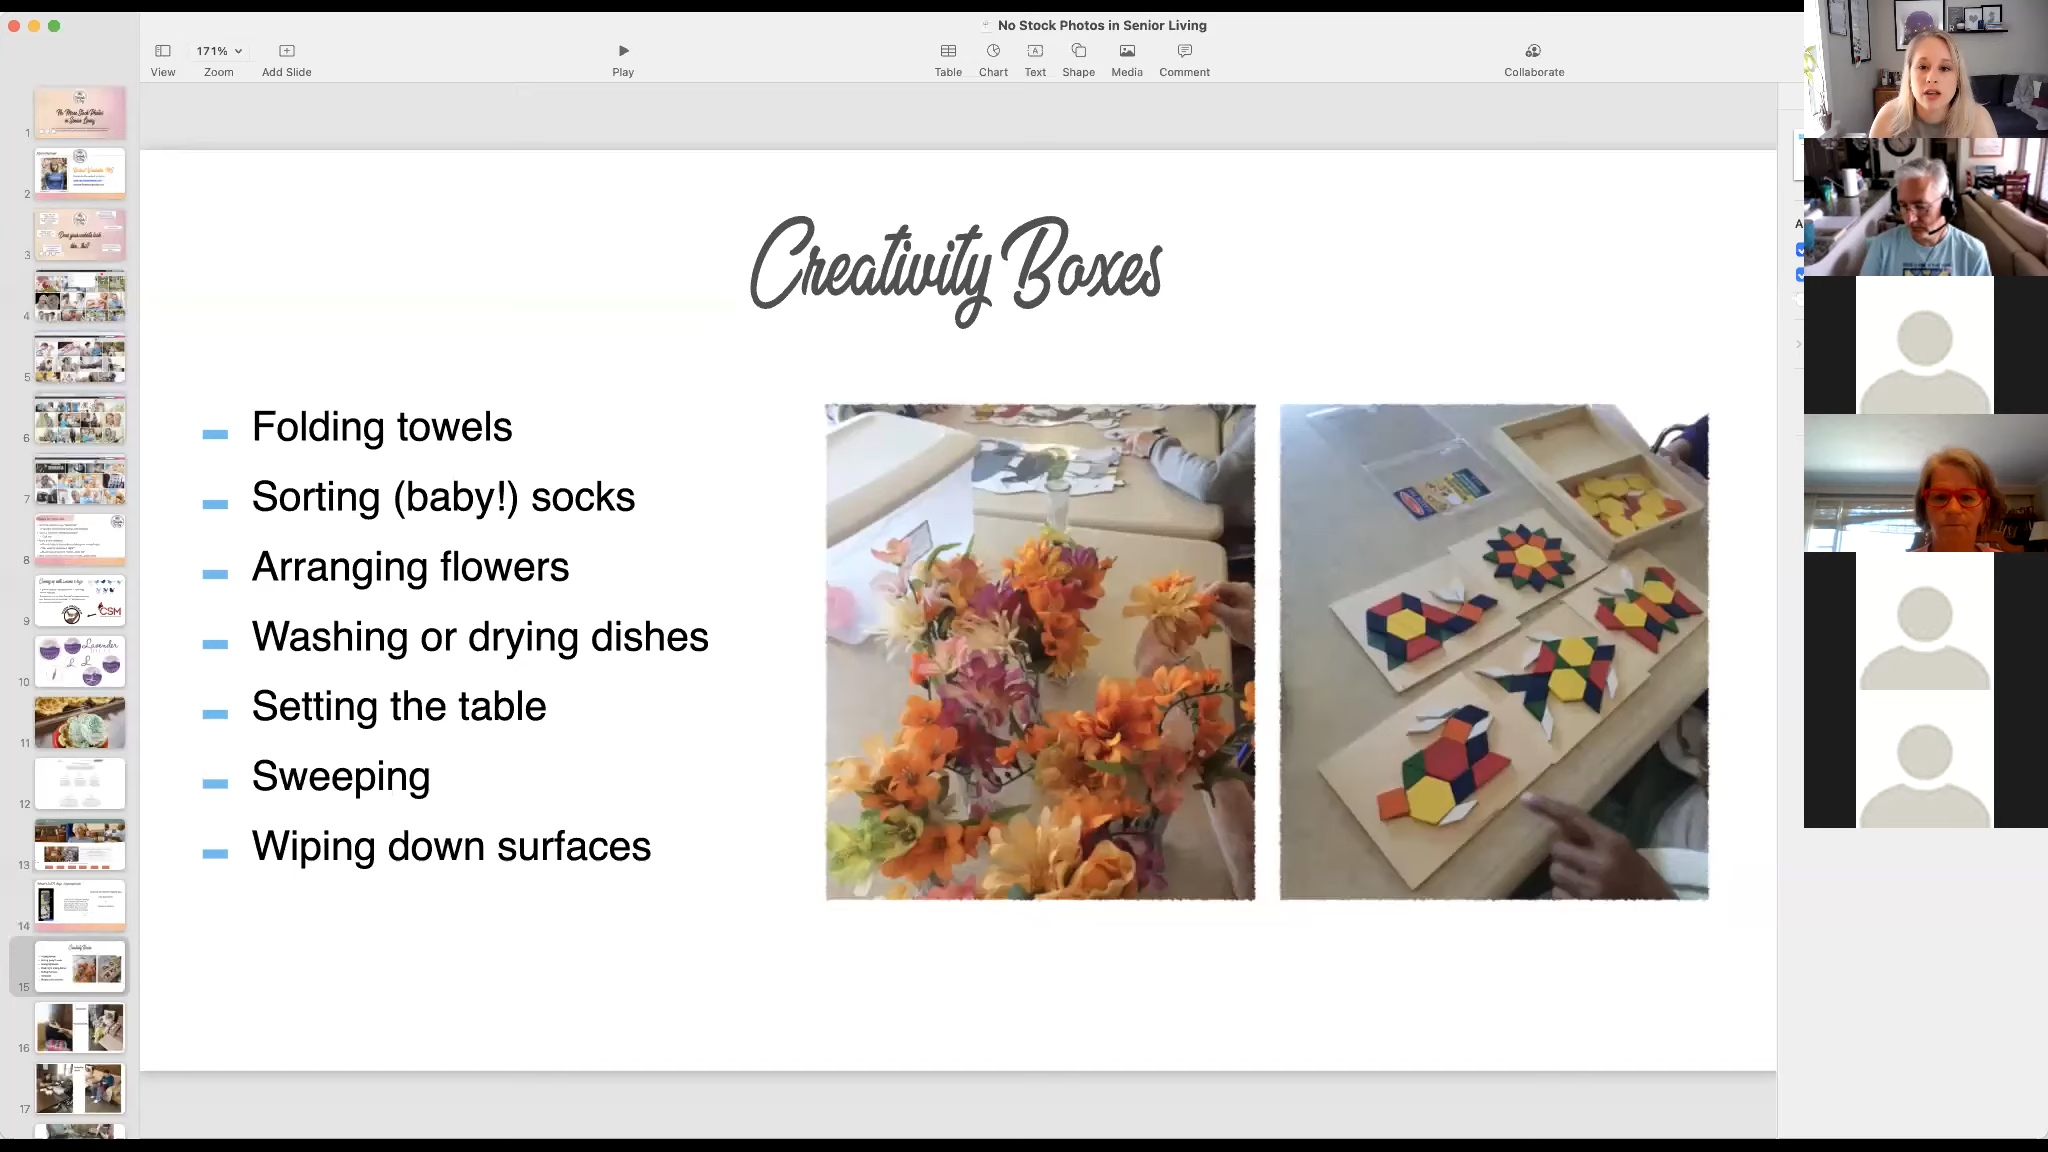 No Stock Photos in Senior Living
171%
View
Zoom
Add Slide
Play
Table
Chart
Text
Shape
Media
Comment
Collaborate
1
2
3
4
5
6
7
8
9
10
11
12
13
14
15
16
17
Creativity Boxes
Folding towels
Sorting (baby!) socks
Arranging flowers
Washing or drying dishes
Setting the table
Sweeping
Wiping down surfaces